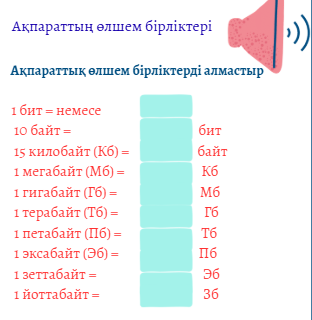 Ақпараттың өлшем бірліктері
Ақпараттық өлшем бірліктерді алмастыр
1 бит = немесе
10 байт = бит
15 килобайт (Кб) = байт
1 мегабайт (Мб) = Кб
1 гигабайт (Гб) = Мб
1 терабайт (Тб) = Гб
1 петабайт (Пб) = Тб
1 эксабайт (Эб) = Пб
1 зеттабайт = Эб
1 йоттабайт = Зб